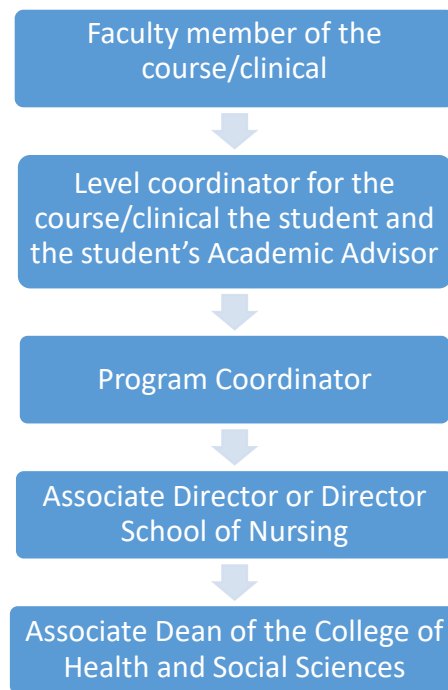 Faculty member of the
course/clinical
Level coordinator for the
course/clinical the student and
the student’s Academic Advisor
Program Coordinator
Associate Director or Director
School of Nursing
Associate Dean of the College of
Health and Social Sciences